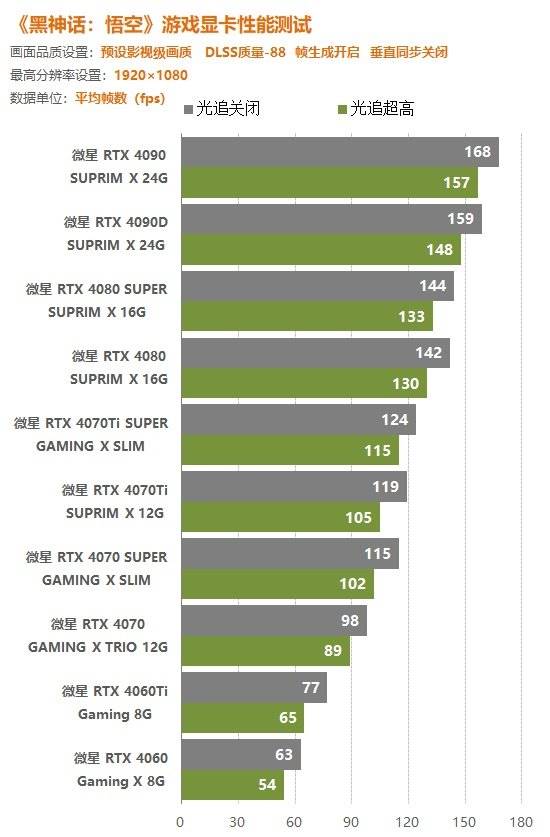 《黑神话：悟空》游戏显卡性能测试
画面品质设置：预设影视级画质 DLSS质量-88 帧生成开启 垂直同步关闭
最高分辨率设置：1920×1080
数据单位：平均帧数（fps）
光追关闭 光追超高
微星 RTX 4090
SUPRIM X 24G
168
157
微星 RTX 4090D
SUPRIM X 24G
159
148
微星 RTX 4080 SUPER
SUPRIM X 16G
144
133
微星 RTX 4080
SUPRIM X 16G
142
130
微星 RTX 4070Ti SUPER
GAMING X SLIM
124
115
微星 RTX 4070Ti
SUPRIM X 12G
119
105
微星 RTX 4070 SUPER
GAMING X SLIM
115
102
微星 RTX 4070
GAMING X TRIO 12G
98
89
微星 RTX 4060Ti
Gaming 8G
77
65
微星 RTX 4060
Gaming X 8G
63
54
0 30 60 90 120 150 180